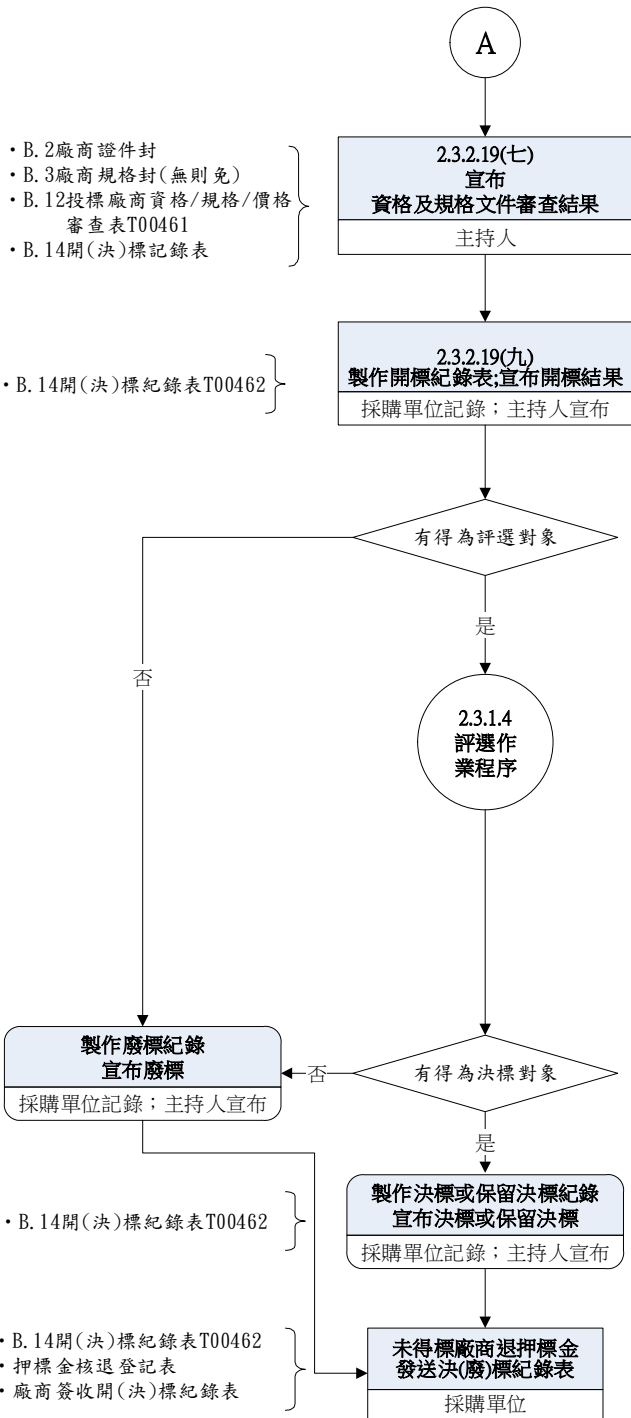 A
・B.2廠商證件封
・B.3廠商規格封(無則免)
・B.12投標廠商資格/規格/價格
審查表T00461
・B.14開(決)標記錄表
2.3.2.19(七)
宣布
資格及規格文件審查結果
主持人
・B.14開(決)標紀錄表T00462
2.3.2.19(九)
製作開標紀錄表;宣布開標結果
採購單位記錄；主持人宣布
有得為評選對象
是
否
2.3.1.4
評選作
業程序
製作廢標紀錄
宣布廢標
採購單位記錄；主持人宣布
否
有得為決標對象
是
・B.14開(決)標紀錄表T00462
製作決標或保留決標紀錄
宣布決標或保留決標
採購單位記錄；主持人宣布
・B.14開(決)標紀錄表T00462
・押標金核退登記表
・廠商簽收開(決)標紀錄表
未得標廠商退押標金
發送決(廢)標紀錄表
採購單位